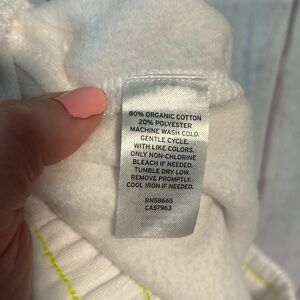 80% ORGANIC COTTON
20% POLYESTER
MACHINE WASH COLD.
GENTLE CYCLE.
WITH LIKE COLORS.
ONLY NON-CHLORINE
BLEACH IF NEEDED.
TUMBLE DRY LOW.
REMOVE PROMPTLY.
COOL IRON IF NEEDED.
RN58665
CA57963